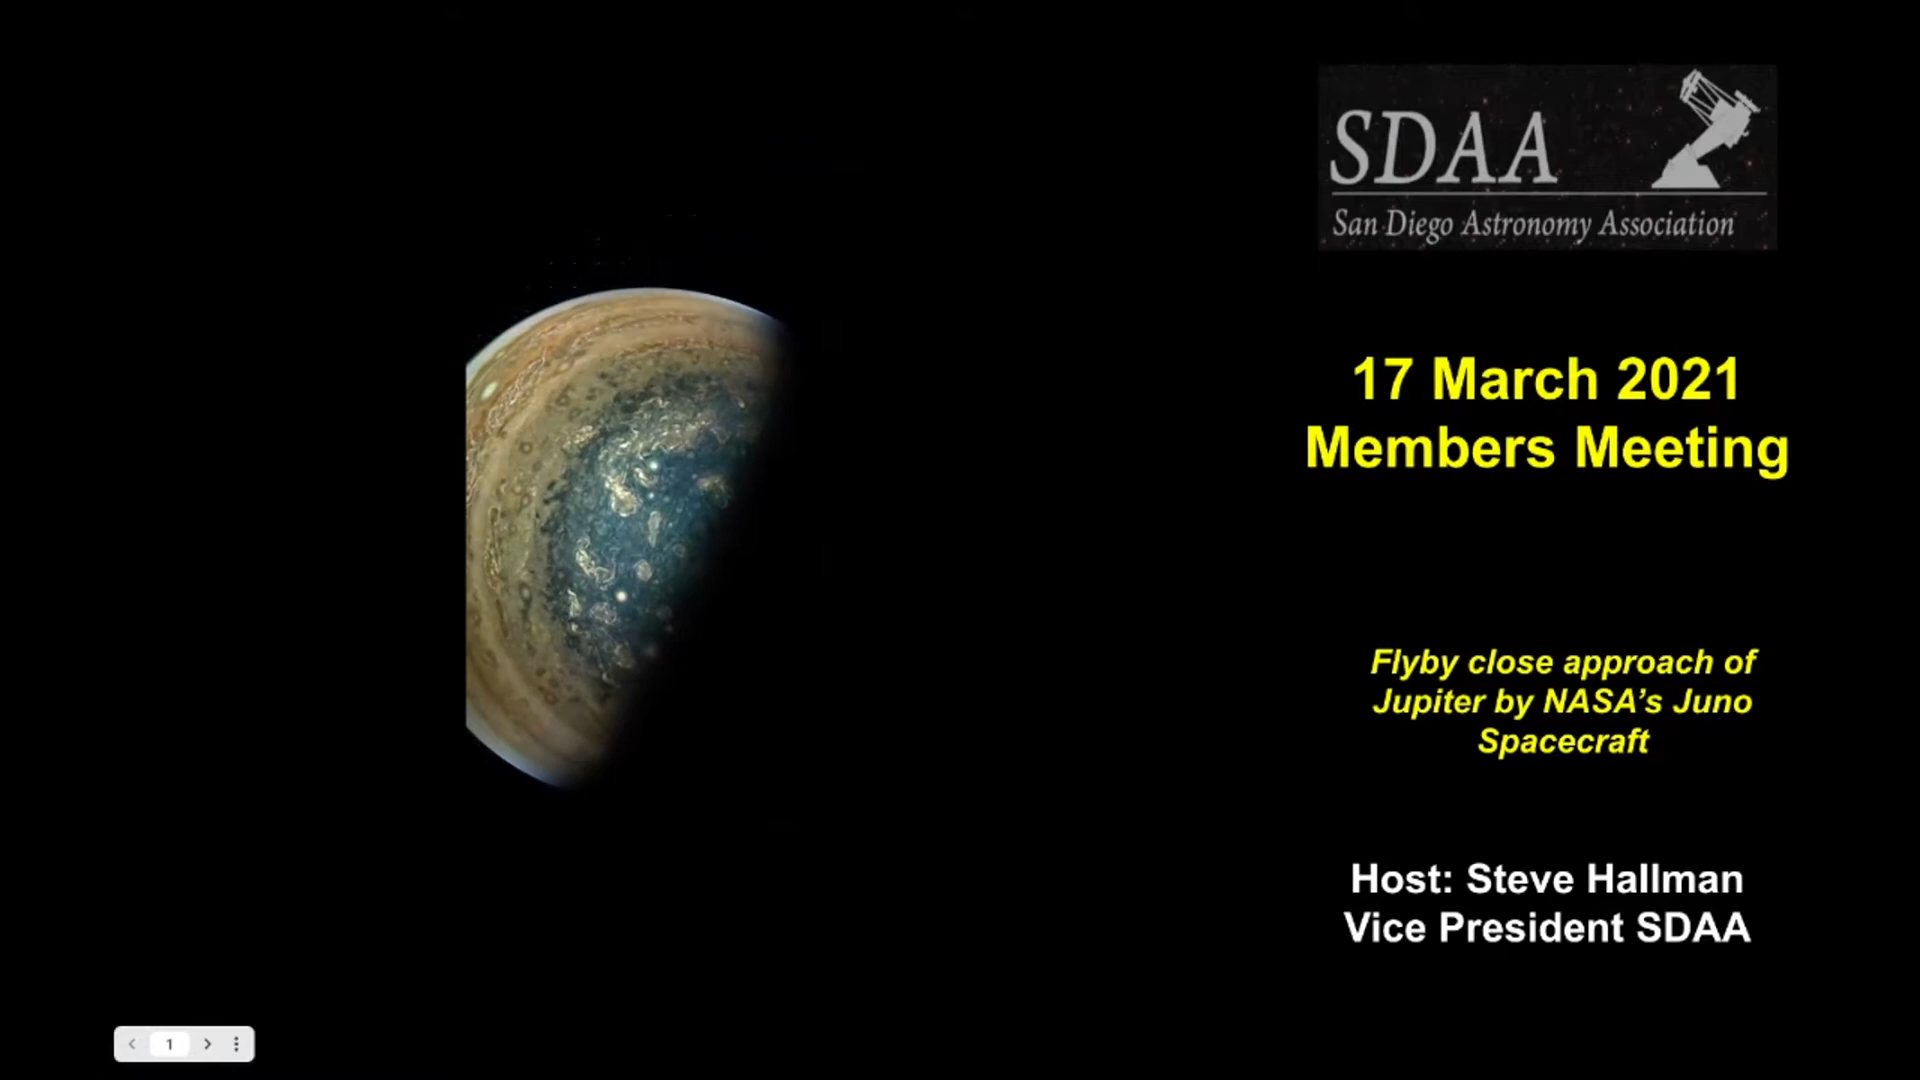 SDAA
San Diego Astronomy Association
17 March 2021
Members Meeting
Flyby close approach of
Jupiter by NASA’s Juno
Spacecraft
Host: Steve Hallman
Vice President SDAA
1